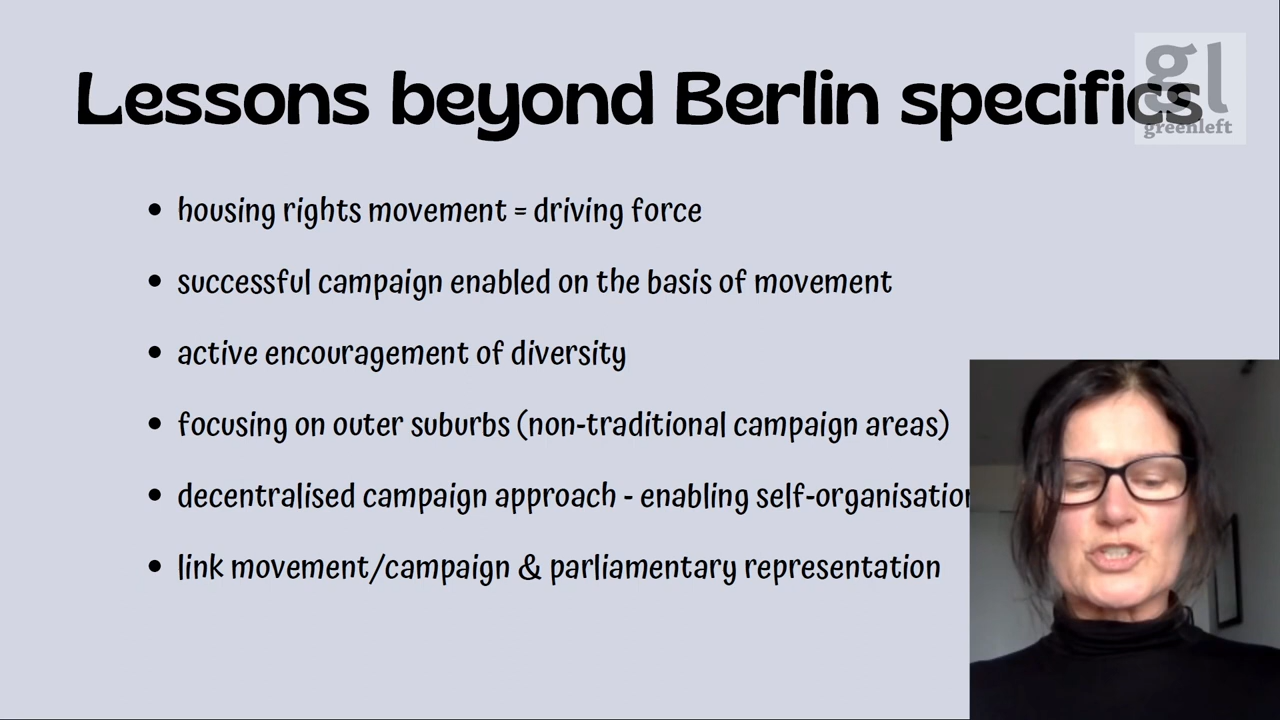 Lessons beyond Berlin specifics
gl
greenleft
• housing rights movement = driving force
• successful campaign enabled on the basis of movement
• active encouragement of diversity
• focusing on outer suburbs (non-traditional campaign areas)
• decentralised campaign approach - enabling self-organisation
• link movement/campaign & parliamentary representation